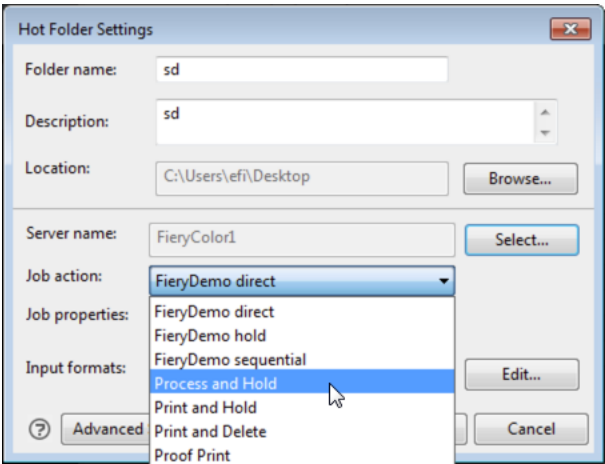 Hot Folder Settings
Folder name: sd
Description: sd
Location: C:\Users\efi\Desktop Browse...
Server name: FieryColor1 Select...
Job action: FieryDemo direct
FieryDemo direct
Job properties:
FieryDemo hold
FieryDemo sequential
Input formats: Edit...
Process and Hold
Print and Hold
? Advanced Cancel
Print and Delete
Proof Print